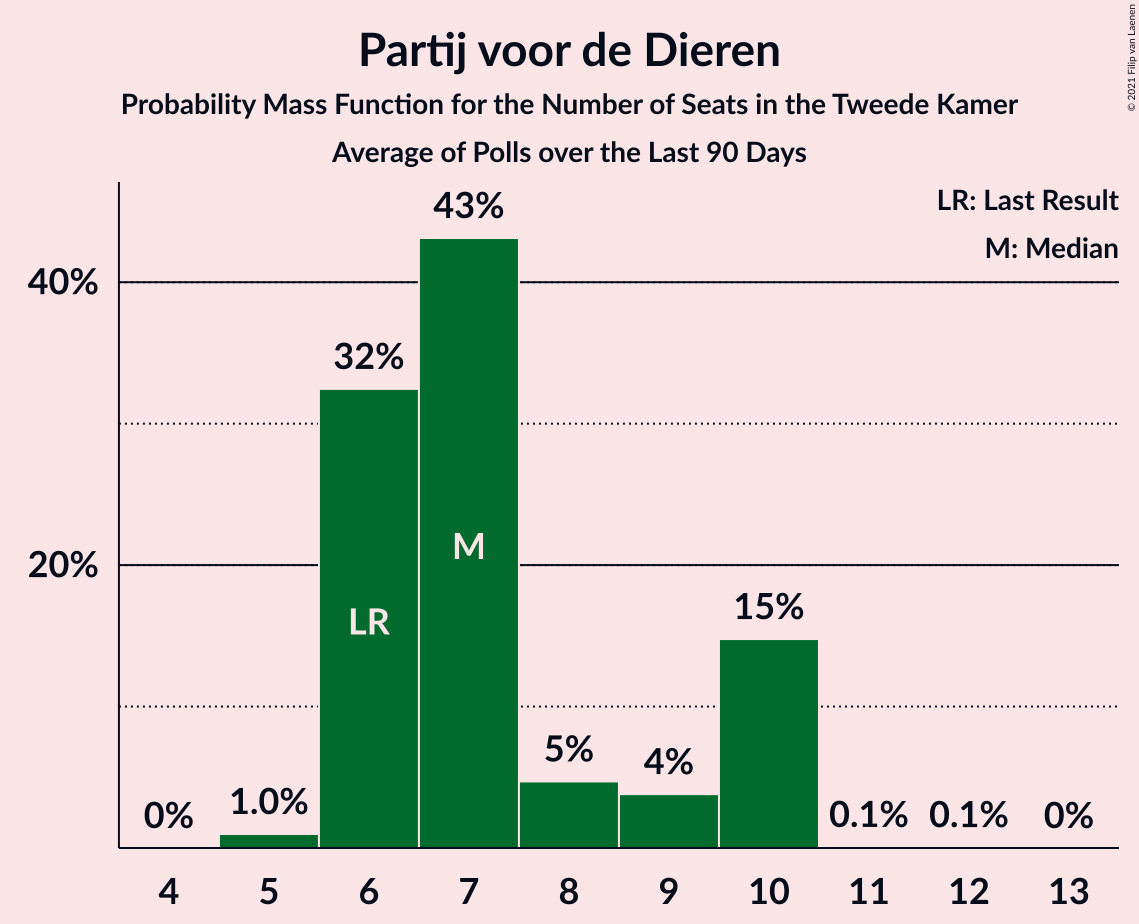 Partij voor de Dieren
Probability Mass Function for the Number of Seats in the Tweede Kamer
Average of Polls over the Last 90 Days
© 2021 Filip van Laenen
LR: Last Result
M: Median
43%
40%
32%
M
20%
15%
LR
5%
4%
1.0%
0%
0.1%
0.1%
0%
4 5 6 7 8 9 10 11 12 13